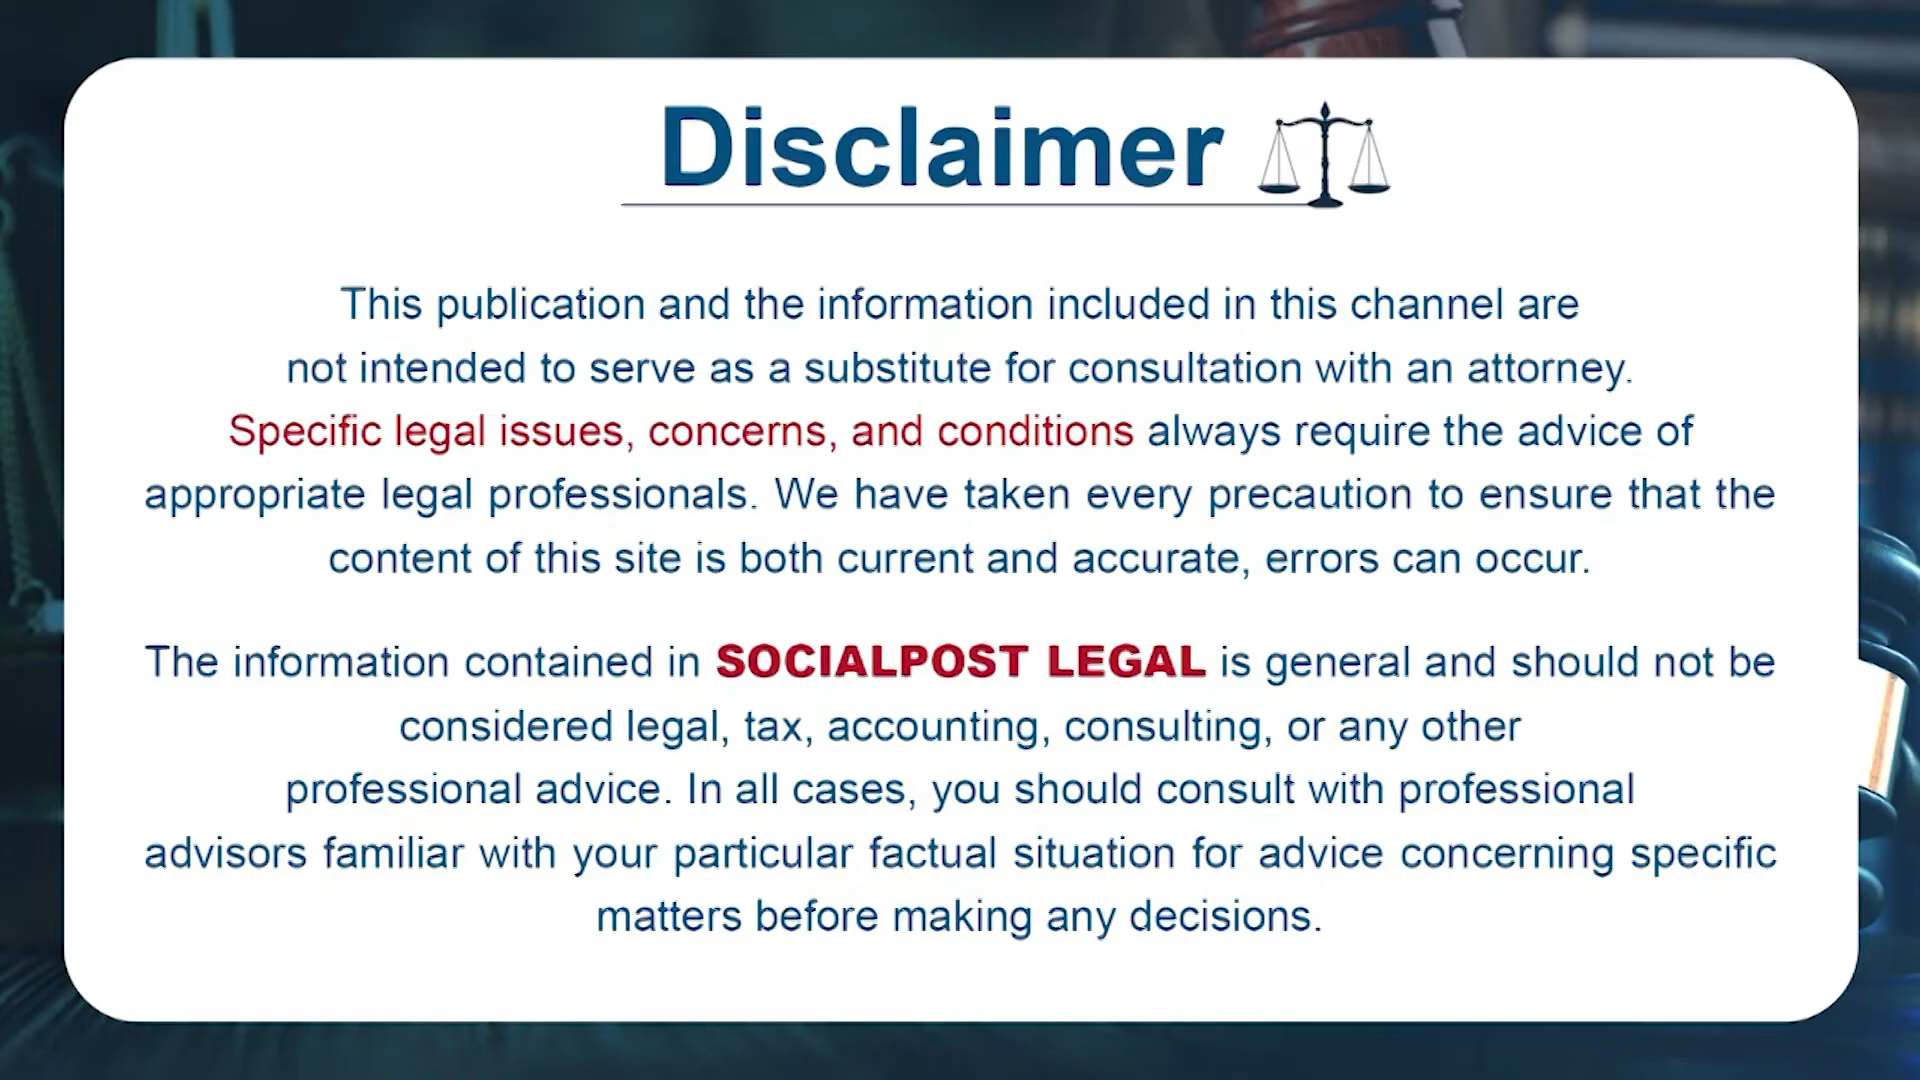 Disclaimer
This publication and the information included in this channel are
not intended to serve as a substitute for consultation with an attorney.
Specific legal issues, concerns, and conditions always require the advice of
appropriate legal professionals. We have taken every precaution to ensure that the
content of this site is both current and accurate, errors can occur.
The information contained in SOCIALPOST LEGAL is general and should not be
considered legal, tax, accounting, consulting, or any other
professional advice. In all cases, you should consult with professional
advisors familiar with your particular factual situation for advice concerning specific
matters before making any decisions.